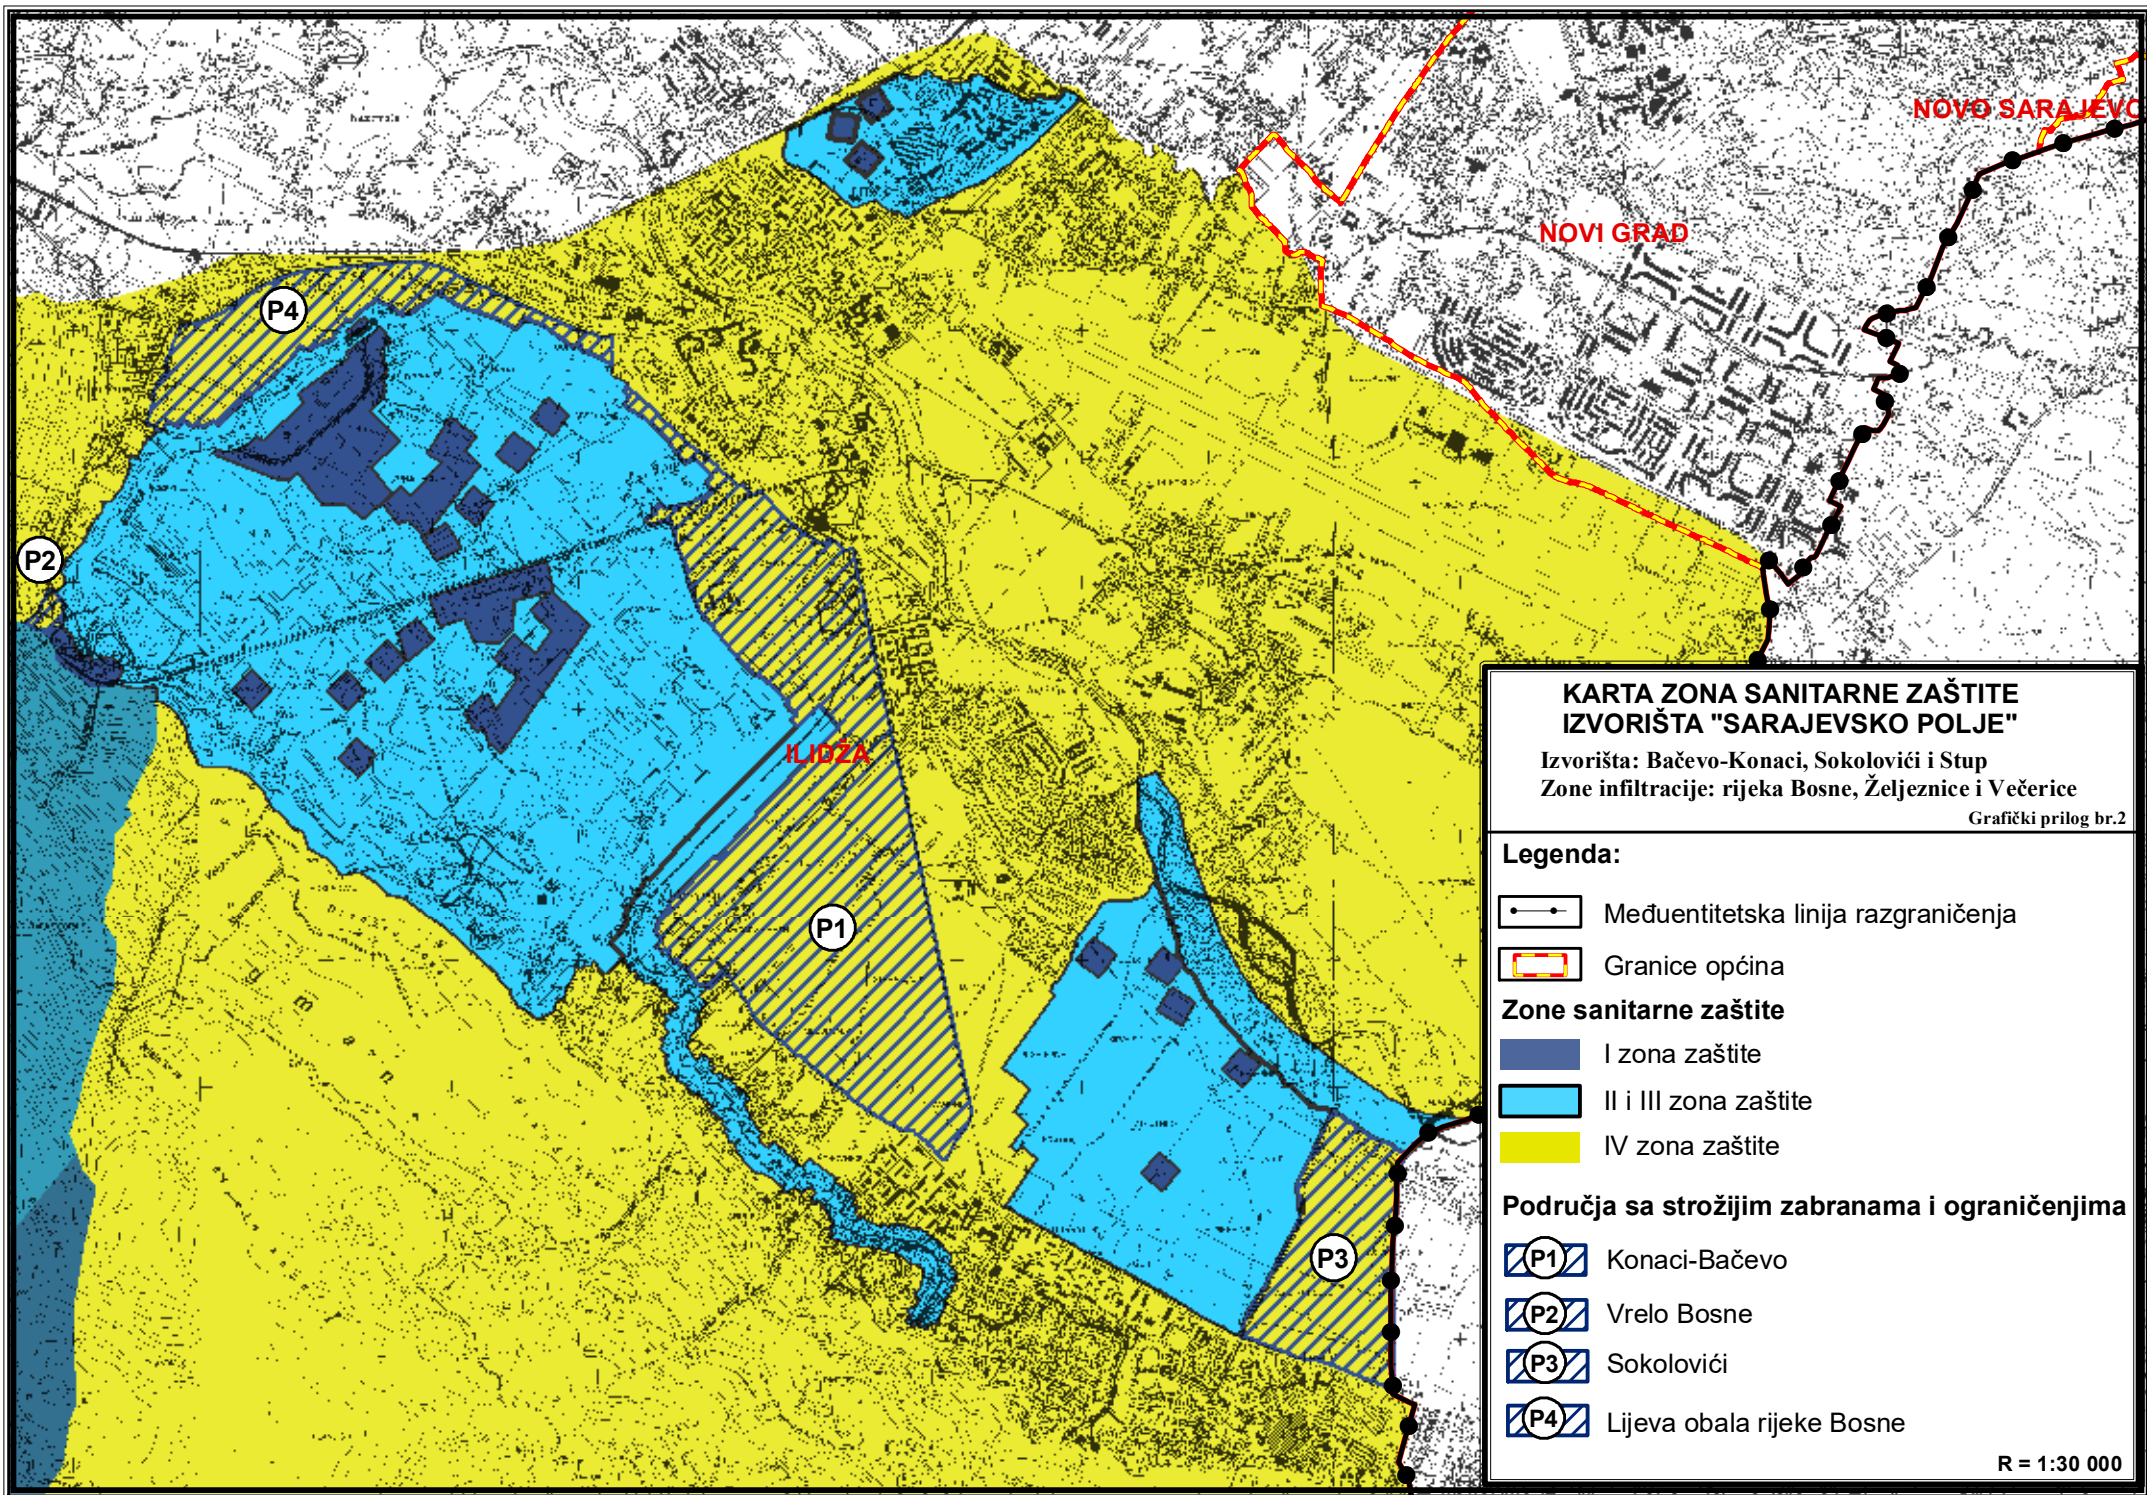 NOVO SARAJEVO
NOVI GRAD
P4
P2
ILIDŽA
P1
P3
KARTA ZONA SANITARNE ZAŠTITE
IZVORIŠTA "SARAJEVSKO POLJE"
Izvorišta: Bačevo-Konaci, Sokolovići i Stup
Zone infiltracije: rijeka Bosne, Željeznice i Večerice
Grafički prilog br.2
Legenda:
Međuentitetska linija razgraničenja
Granice općina
Zone sanitarne zaštite
I zona zaštite
II i III zona zaštite
IV zona zaštite
Područja sa strožijim zabranama i ograničenjima
P1 Konaci-Bačevo
P2 Vrelo Bosne
P3 Sokolovići
P4 Lijeva obala rijeke Bosne
R = 1:30 000